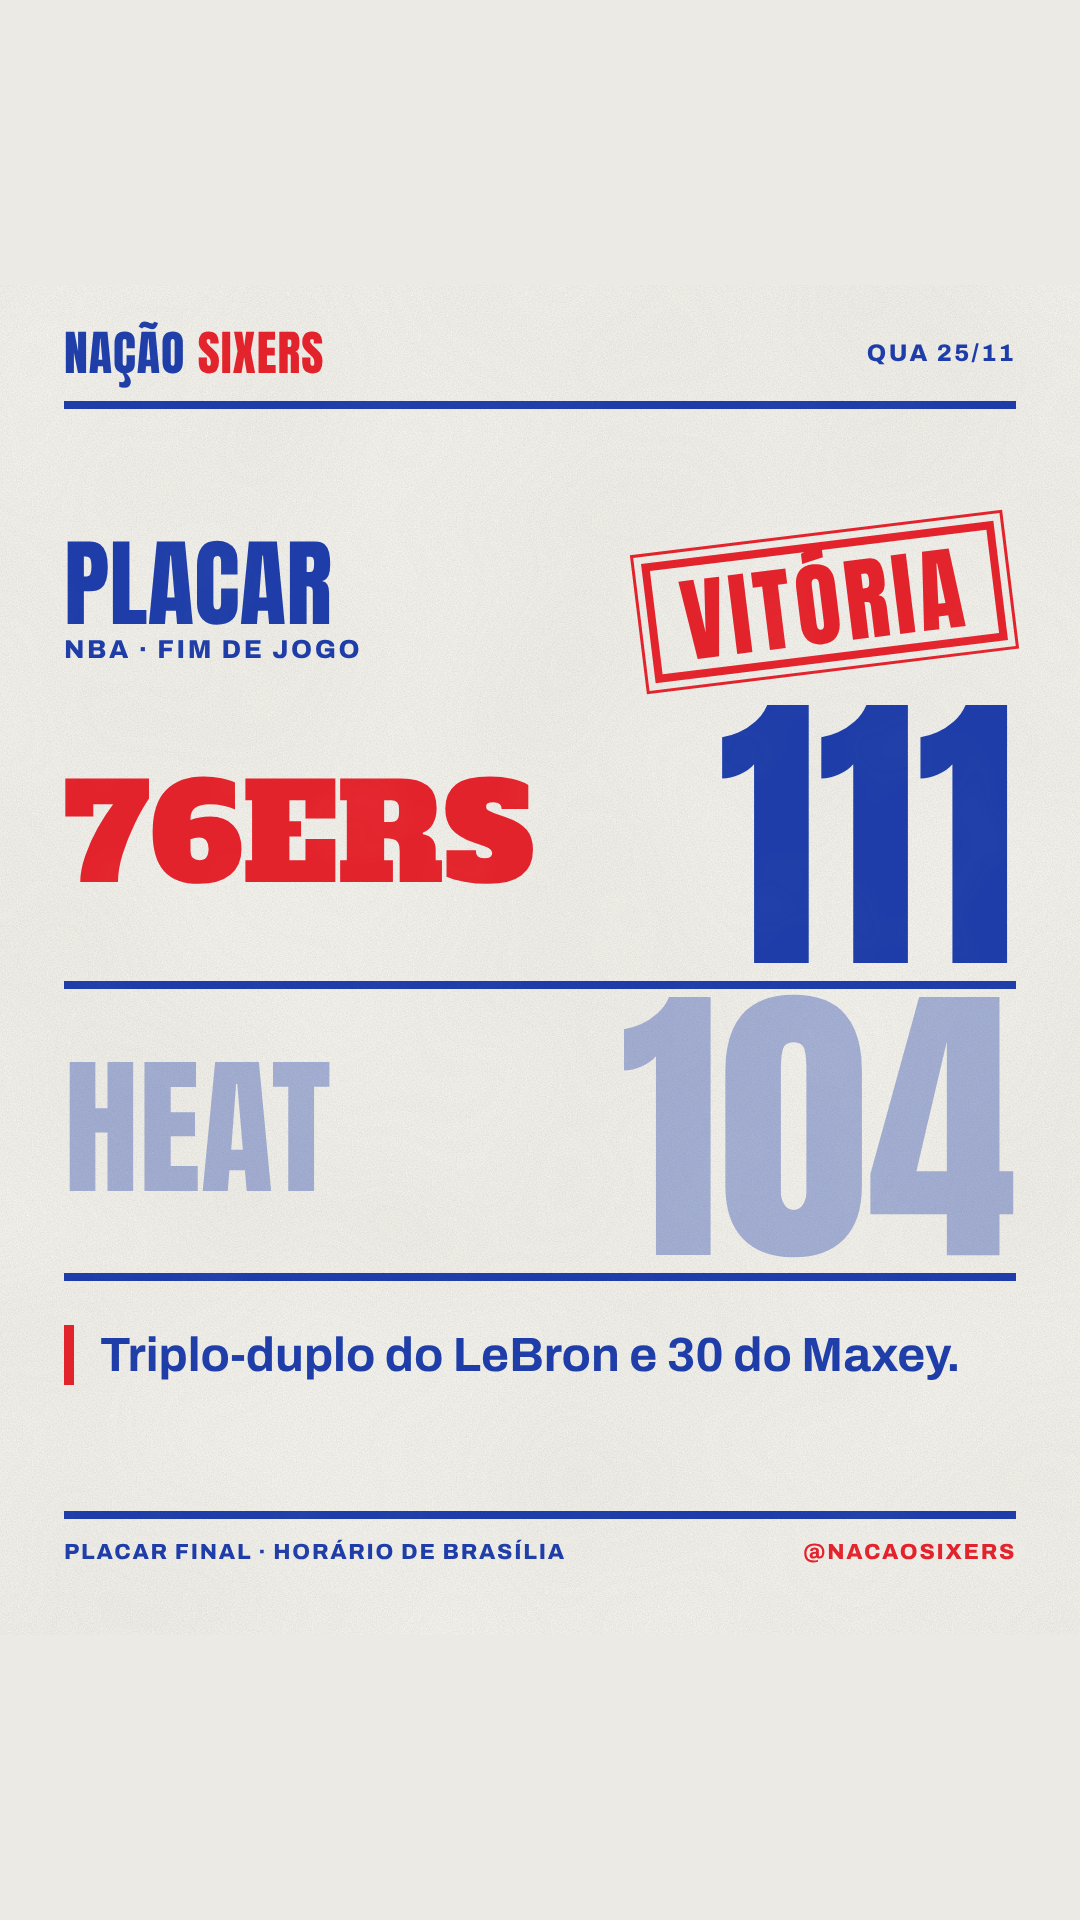 NAÇÃO SIXERS
QUA 25/11
PLACAR
NBA · FIM DE JOGO
VITÓRIA
76ERS
111
HEAT
104
Triplo-duplo do LeBron e 30 do Maxey.
PLACAR FINAL · HORÁRIO DE BRASÍLIA
@NACAOSIXERS